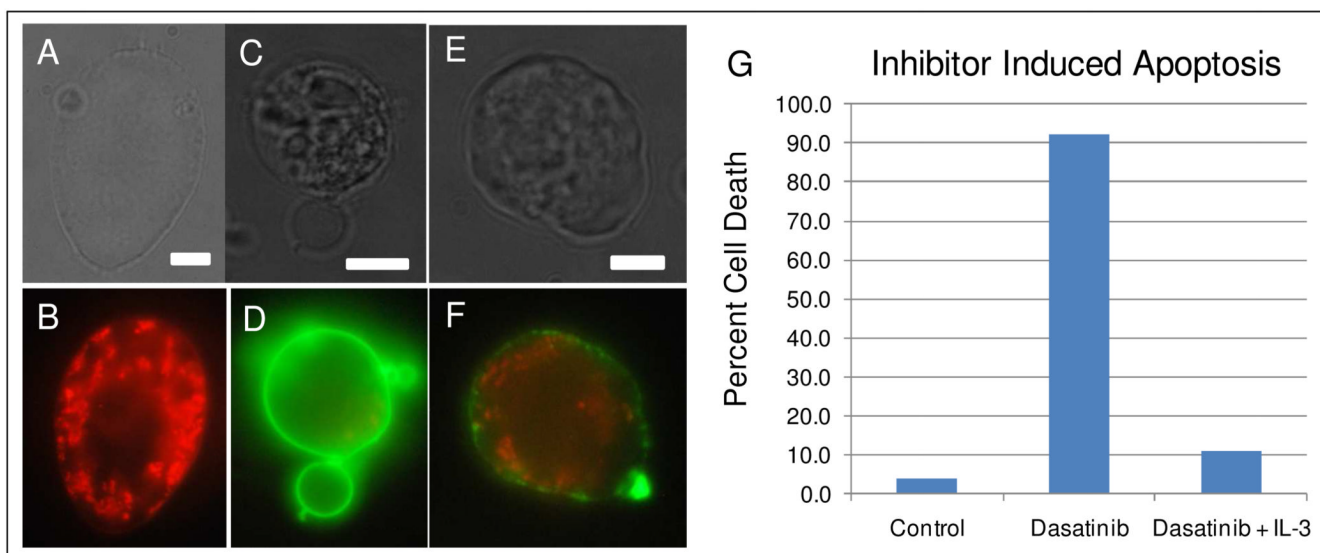 A
C
E
B
D
F
G
Inhibitor Induced Apoptosis
Percent Cell Death
100.0
90.0
80.0
70.0
60.0
50.0
40.0
30.0
20.0
10.0
0.0
Control
Dasatinib
Dasatinib + IL-3